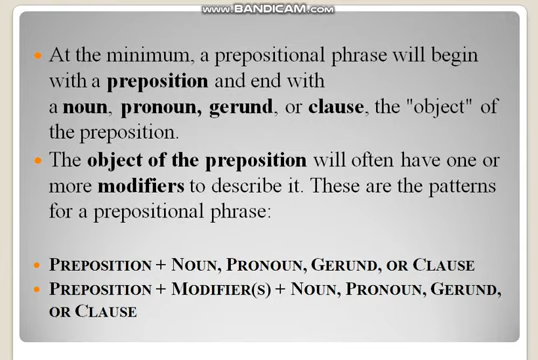 www.BANDICAM.com
At the minimum, a prepositional phrase will begin
with a preposition and end with
a noun, pronoun, gerund, or clause, the "object" of
the preposition.
The object of the preposition will often have one or
more modifiers to describe it. These are the patterns
for a prepositional phrase:
PREPOSITION + NOUN, PRONOUN, GERUND, OR CLAUSE
PREPOSITION + MODIFIER(S) + NOUN, PRONOUN, GERUND,
OR CLAUSE